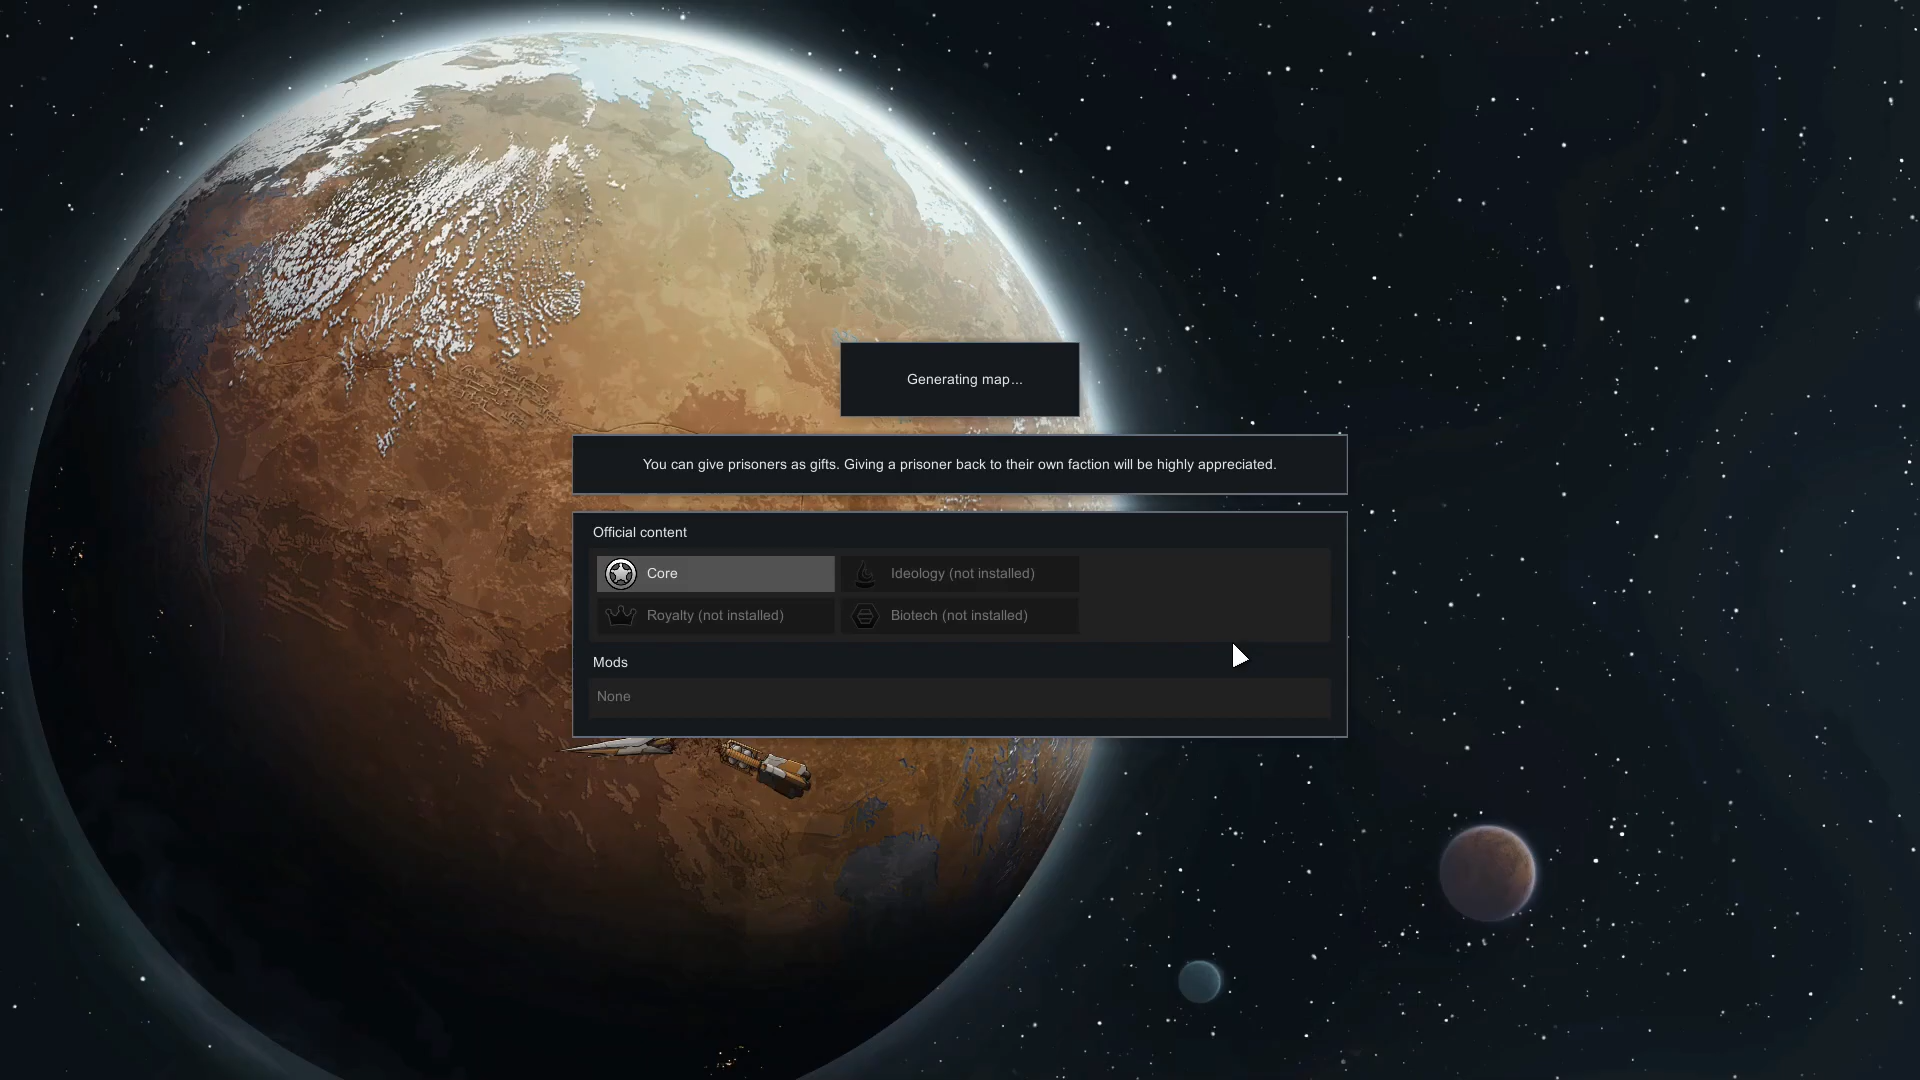 Generating map...
You can give prisoners as gifts. Giving a prisoner back to their own faction will be highly appreciated.
Official content
Core
Ideology (not installed)
Royalty (not installed)
Biotech (not installed)
Mods
None